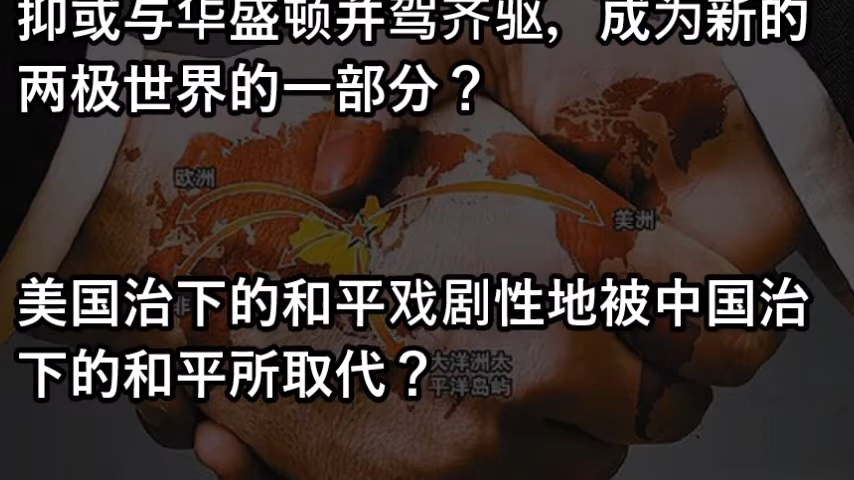 抑或与华盛顿并驾齐驱，成为新的
两极世界的一部分？
欧洲
美洲
美国治下的和平戏剧性地被中国治
非
下的和平所取代？
大洋洲太
平洋岛屿